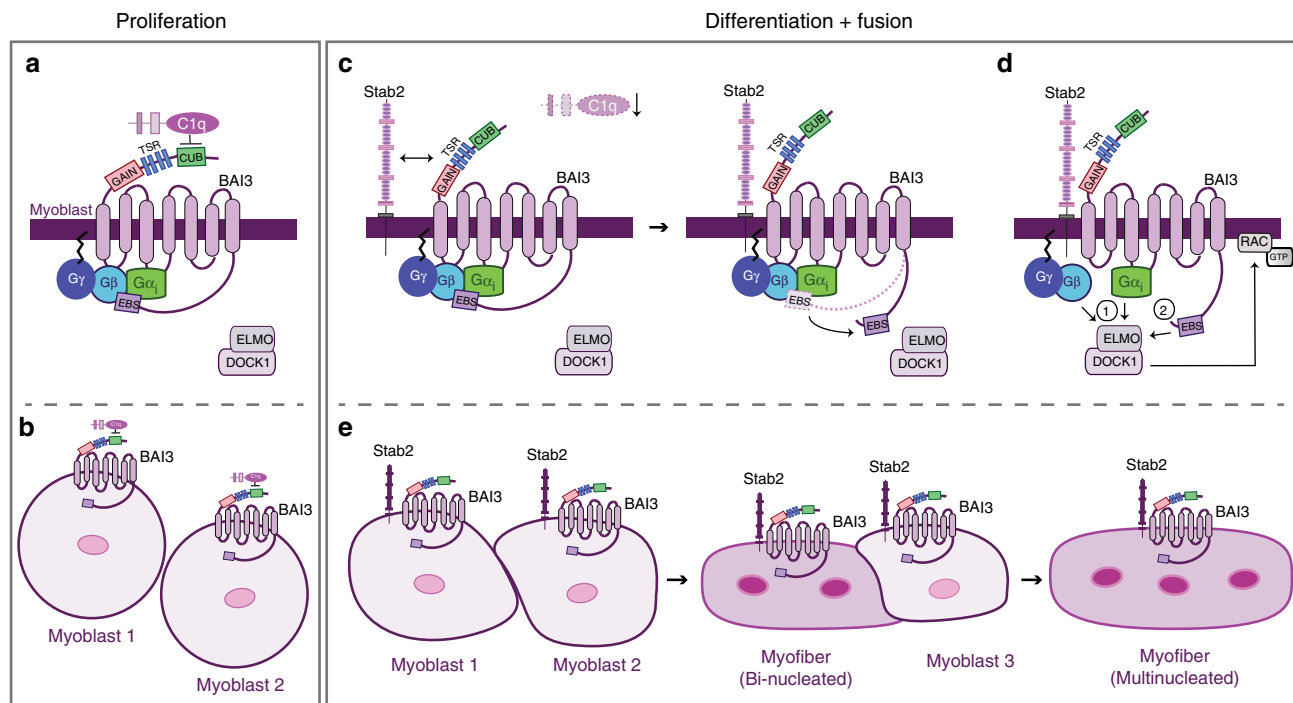 Proliferation
Differentiation + fusion
a
C1q
TSR
CUB
GAIN
BAI3
Myoblast
Gγ
Gβ
Gαi
EBS
ELMO
DOCK1
c
Stab2
C1q
TSR
CUB
GAIN
BAI3
Gγ
Gβ
Gαi
EBS
ELMO
DOCK1
Stab2
TSR
CUB
GAIN
BAI3
Gγ
Gβ
Gαi
EBS
EBS
ELMO
DOCK1
d
Stab2
TSR
CUB
GAIN
BAI3
RAC
GTP
Gγ
Gβ
Gαi
1
2
EBS
ELMO
DOCK1
b
C1q
BAI3
C1q
BAI3
Myoblast 1
Myoblast 2
e
Stab2
BAI3
Stab2
BAI3
Myoblast 1
Myoblast 2
Stab2
BAI3
Stab2
BAI3
Myofiber
(Bi-nucleated)
Myoblast 3
Stab2
BAI3
Myofiber
(Multinucleated)